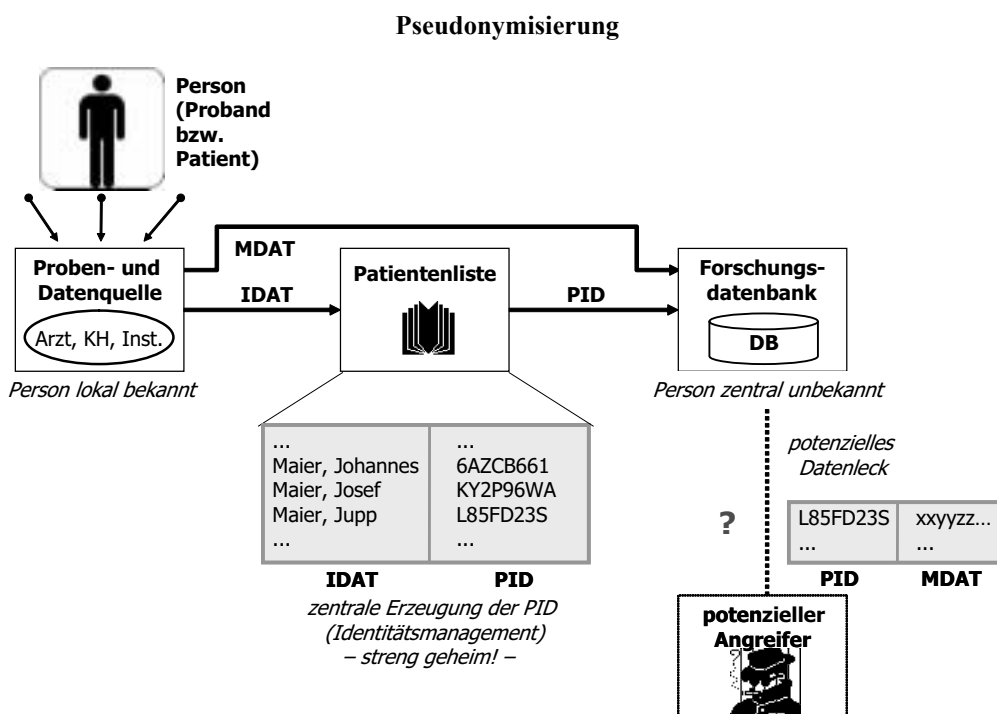 Pseudonymisierung
Person
(Proband
bzw.
Patient)
MDAT
Proben- und
Datenquelle
Arzt, KH, Inst.
IDAT
Patientenliste
PID
Forschungs-
datenbank
DB
Person lokal bekannt
Person zentral unbekannt
... ...
Maier, Johannes 6AZCB661
Maier, Josef KY2P96WA
Maier, Jupp L85FD23S
... ...
IDAT PID
zentrale Erzeugung der PID
(Identitätsmanagement)
– streng geheim! –
potenzielles
Datenleck
?
L85FD23S xxyyzz...
... ...
PID MDAT
potenzieller
Angreifer